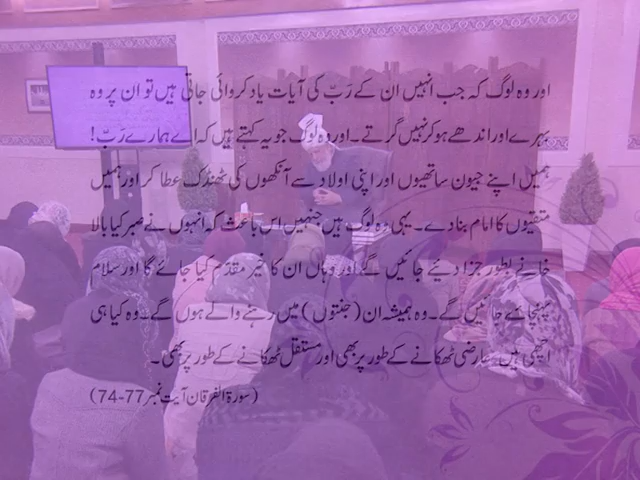 اور وہ لوگ کہ جب انہیں ان کے رَبّ کی آیات یاد کروائی جاتی ہیں تو ان پر وہ
بہرے اور اندھے ہو کر نہیں گرتے۔ اور وہ لوگ جو یہ کہتے ہیں کہ اے ہمارے رَبّ!
ہمیں اپنے جیون ساتھیوں اور اپنی اولاد سے آنکھوں کی ٹھنڈک عطا کر اور ہمیں
متقیوں کا امام بنا دے۔ یہی وہ لوگ ہیں جنہیں اس باعث کہ انہوں نے صبر کیا بالا
خانے بطور جزا دیئے جائیں گے اور وہاں ان کا خیر مقدم کیا جائے گا اور سلام
پہنچائے جائیں گے۔ وہ ہمیشہ ان (جنتوں) میں رہنے والے ہوں گے۔ وہ کیا ہی
اچھی ہیں عارضی ٹھکانے کے طور پر بھی اور مستقل ٹھکانے کے طور پر بھی۔
(سورۃ الفرقان آیت نمبر 77-74)